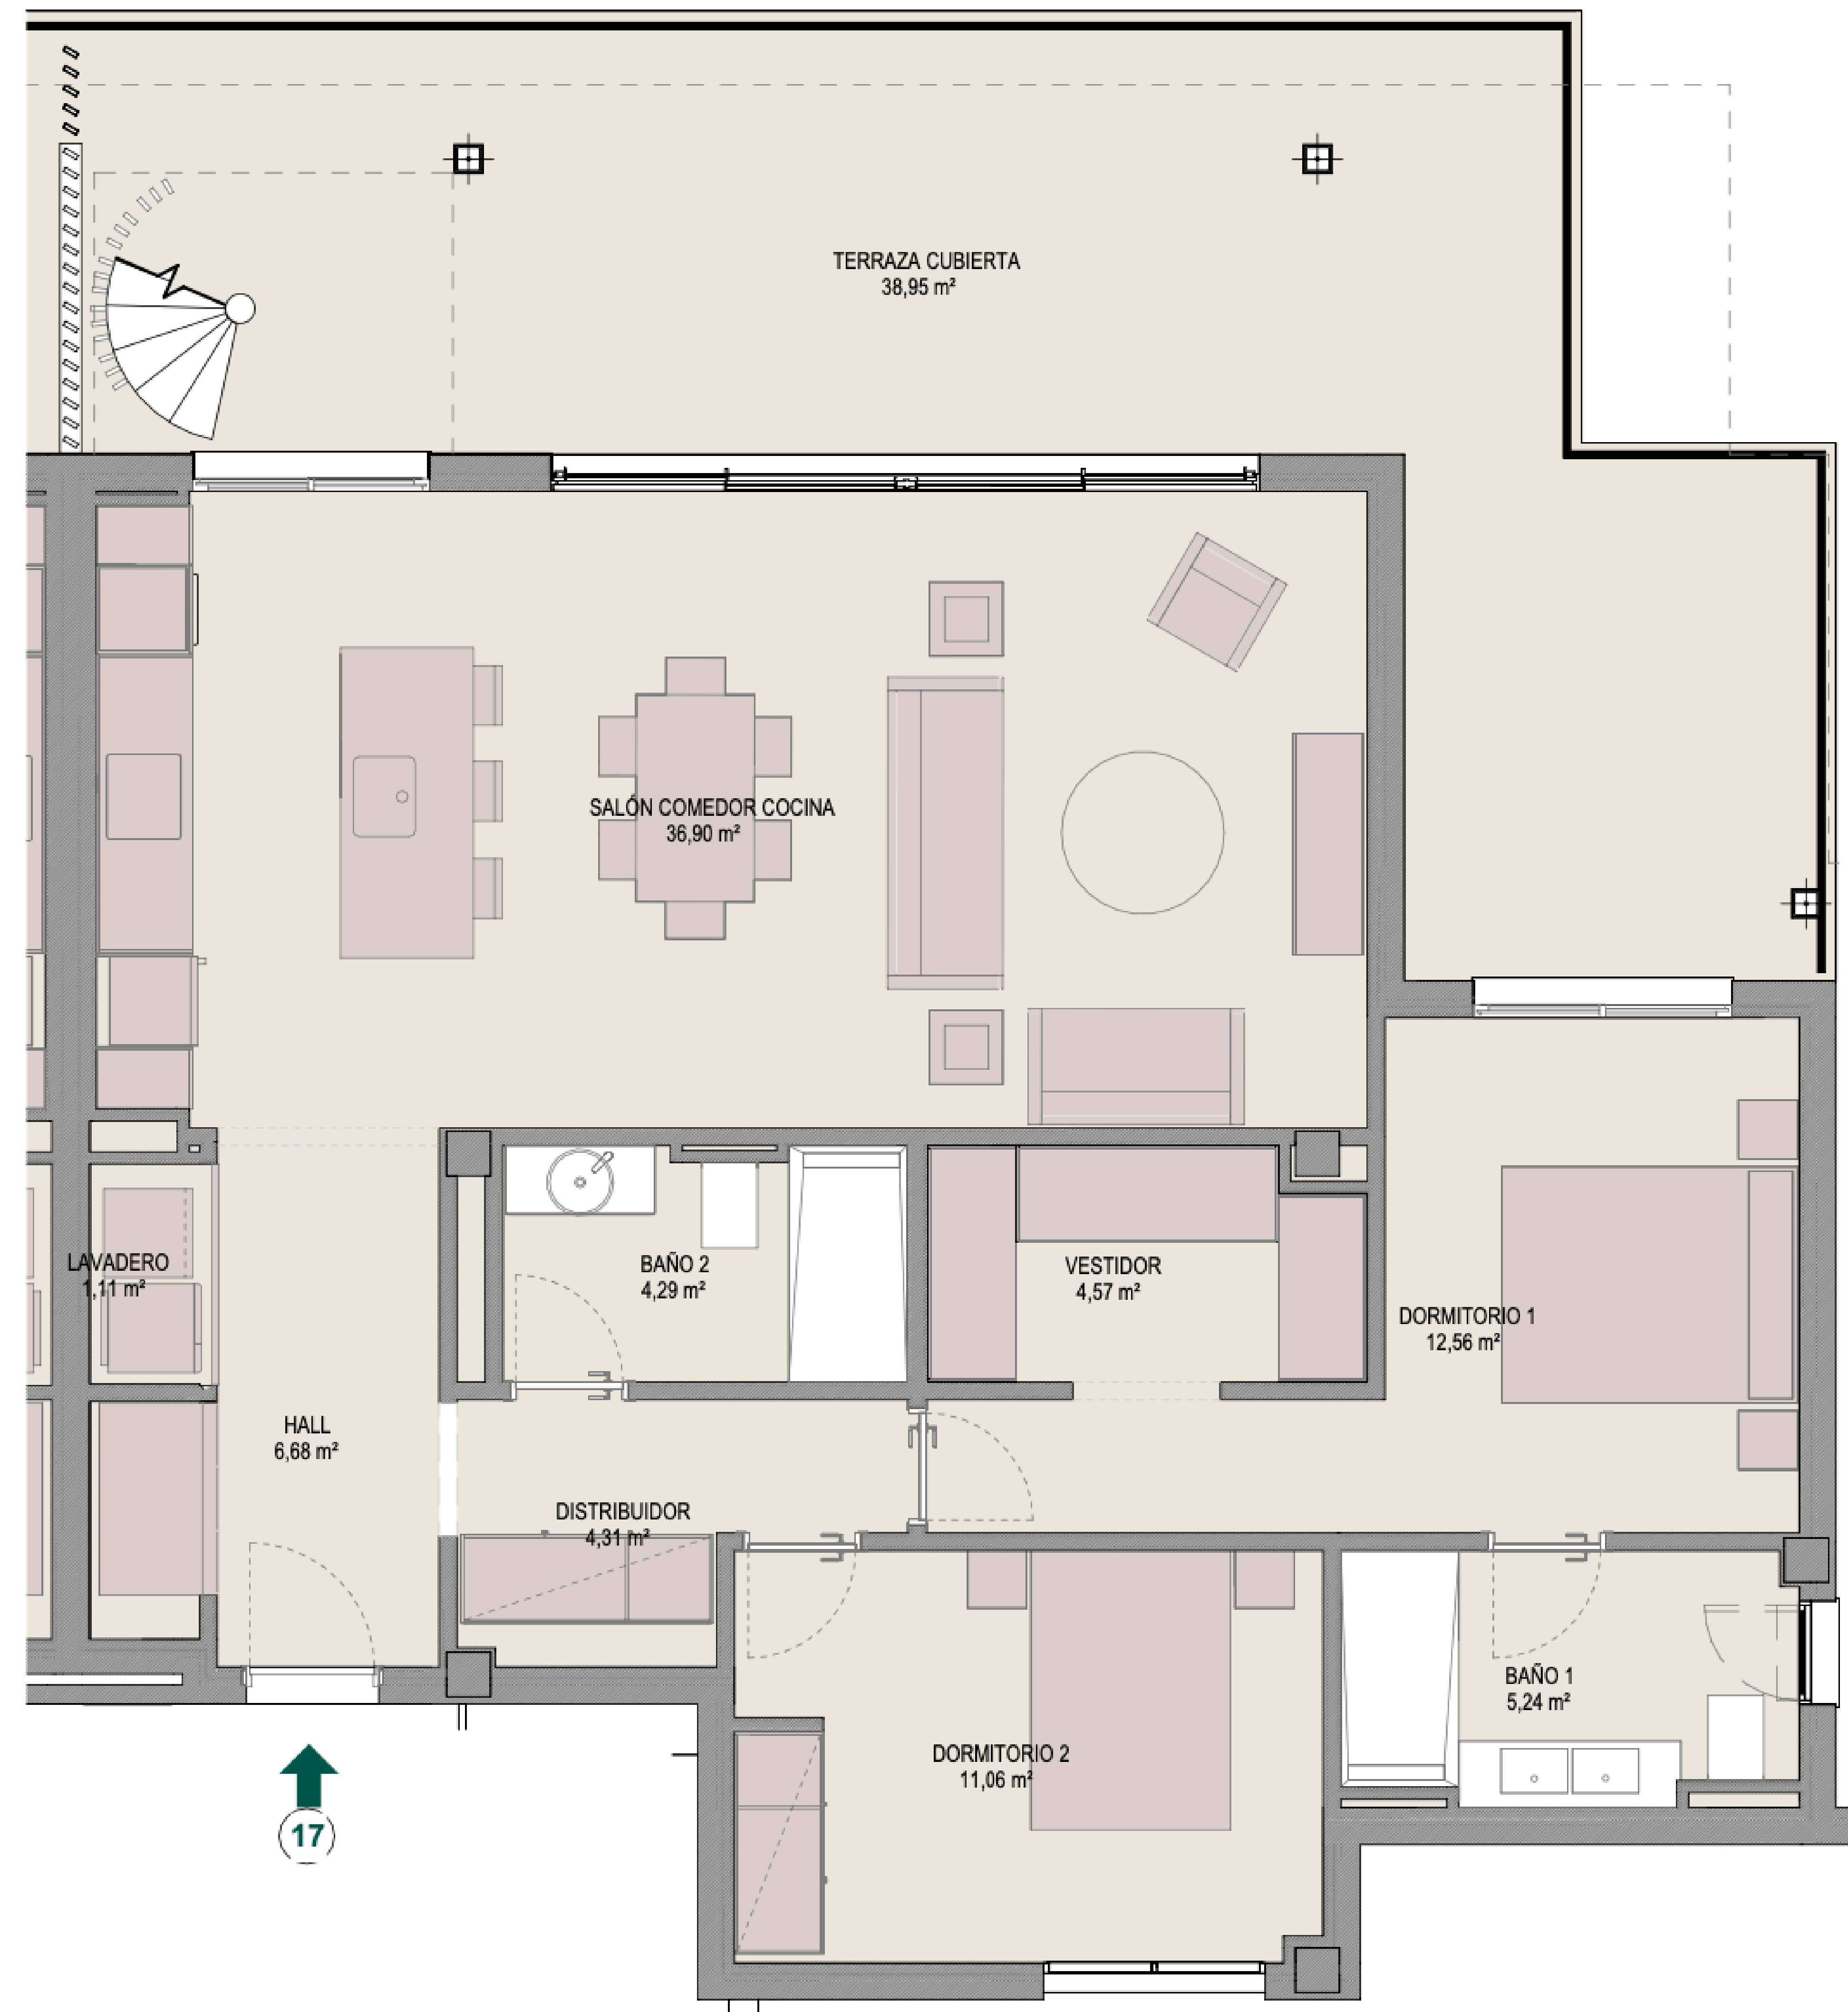 TERRAZA CUBIERTA
38,95 m²
SALÓN COMEDOR COCINA
36,90 m²
LAVADERO
1,11 m²
BAÑO 2
4,29 m²
VESTIDOR
4,57 m²
DORMITORIO 1
12,56 m²
HALL
6,68 m²
DISTRIBUIDOR
4,31 m²
BAÑO 1
5,24 m²
DORMITORIO 2
11,06 m²
17